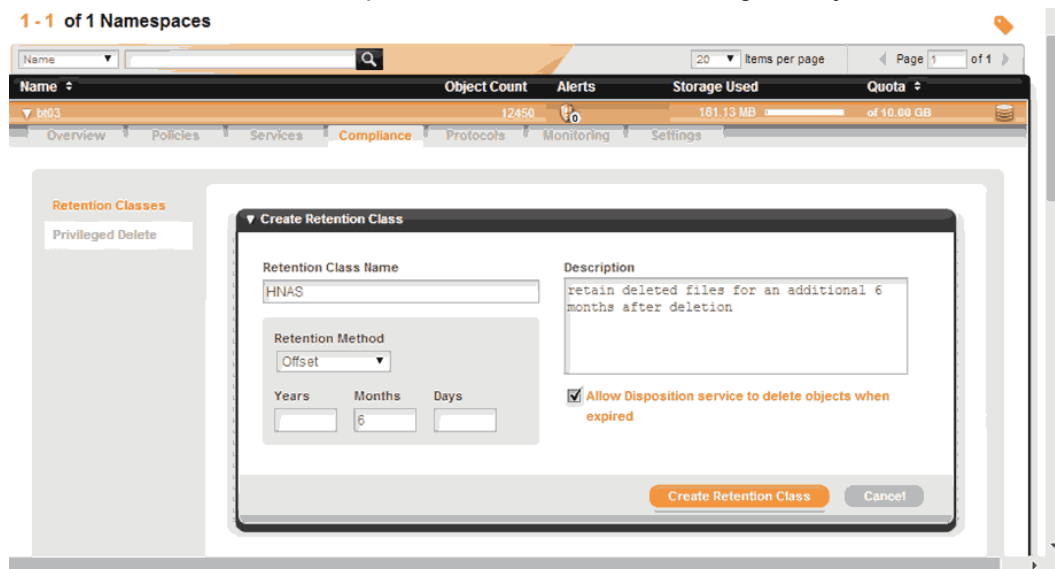 1 - 1 of 1 Namespaces
Name 20 Items per page Page 1 of 1
Name Object Count Alerts Storage Used Quota
bt03 12450 0 181.13 MB of 10.00 GB
Overview Policies Services Compliance Protocols Monitoring Settings
Retention Classes
Privileged Delete
Create Retention Class
Retention Class Name
HNAS
Description
retain deleted files for an additional 6
months after deletion
Retention Method
Offset
Years Months Days
6
Allow Disposition service to delete objects when
expired
Create Retention Class Cancel